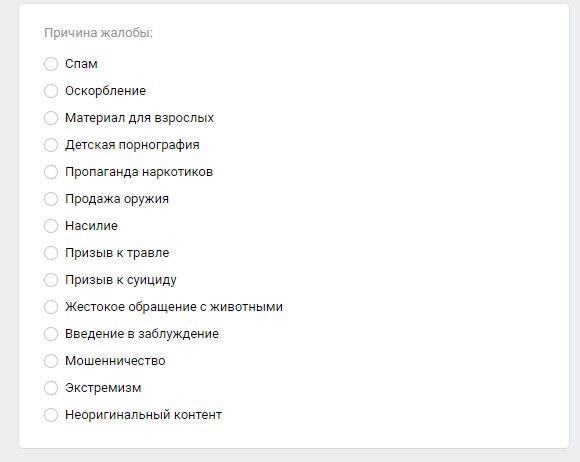 Причина жалобы:
Спам
Оскорбление
Материал для взрослых
Детская порнография
Пропаганда наркотиков
Продажа оружия
Насилие
Призыв к травле
Призыв к суициду
Жестокое обращение с животными
Введение в заблуждение
Мошенничество
Экстремизм
Неоригинальный контент